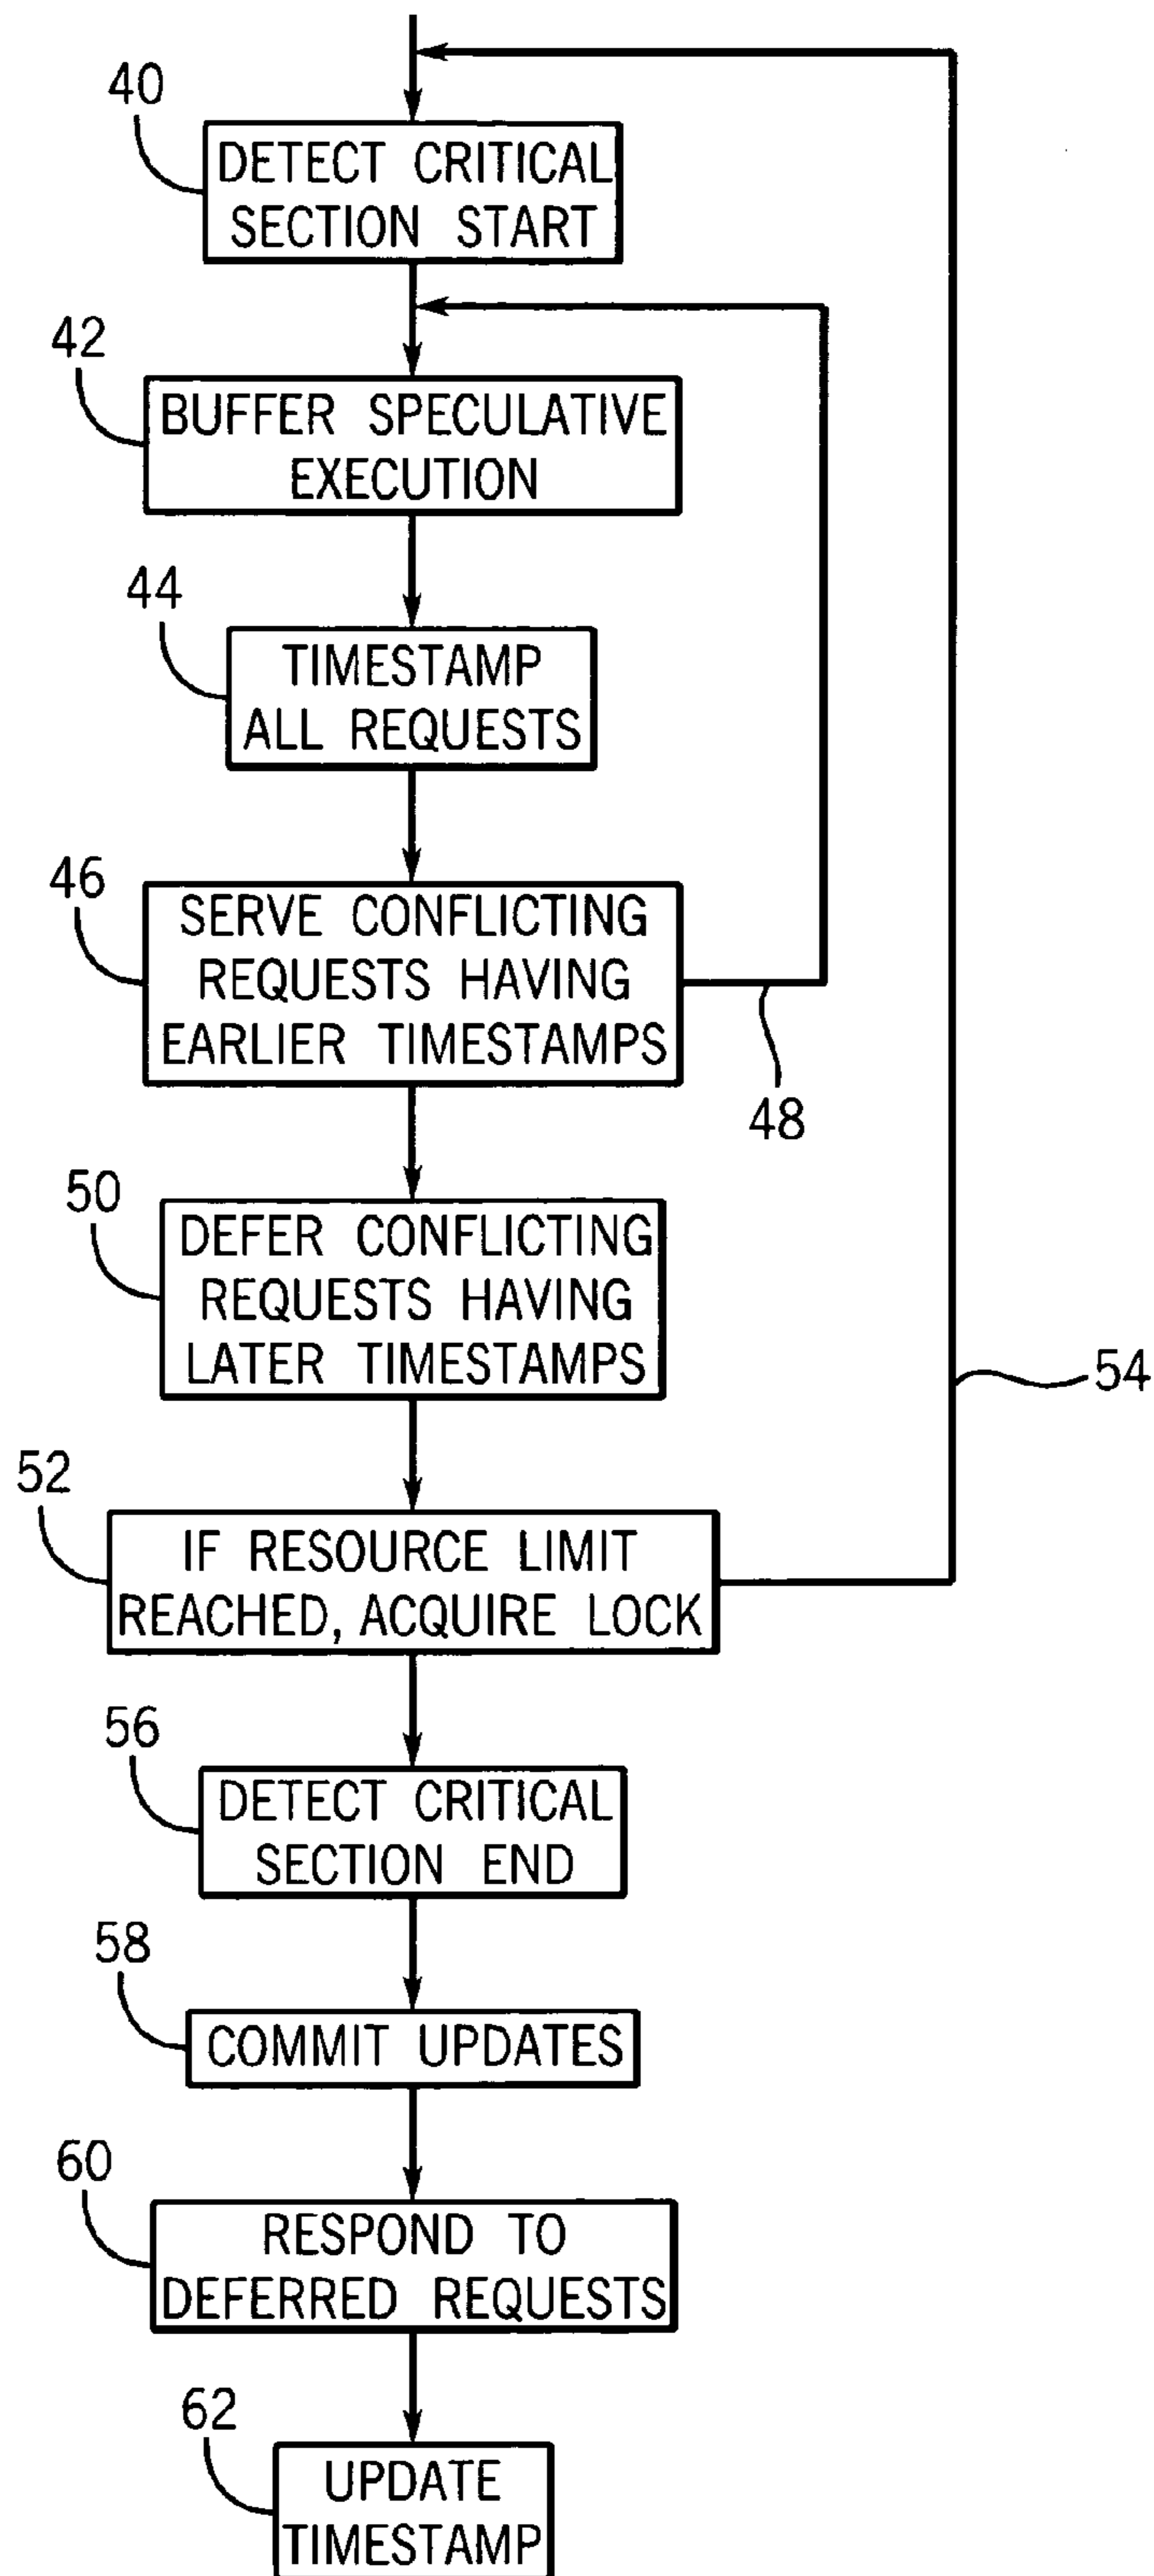 40
DETECT CRITICAL
SECTION START
42
BUFFER SPECULATIVE
EXECUTION
44
TIMESTAMP
ALL REQUESTS
46
SERVE CONFLICTING
REQUESTS HAVING
EARLIER TIMESTAMPS
48
50
DEFER CONFLICTING
REQUESTS HAVING
LATER TIMESTAMPS
54
52
IF RESOURCE LIMIT
REACHED, ACQUIRE LOCK
56
DETECT CRITICAL
SECTION END
58
COMMIT UPDATES
60
RESPOND TO
DEFERRED REQUESTS
62
UPDATE
TIMESTAMP